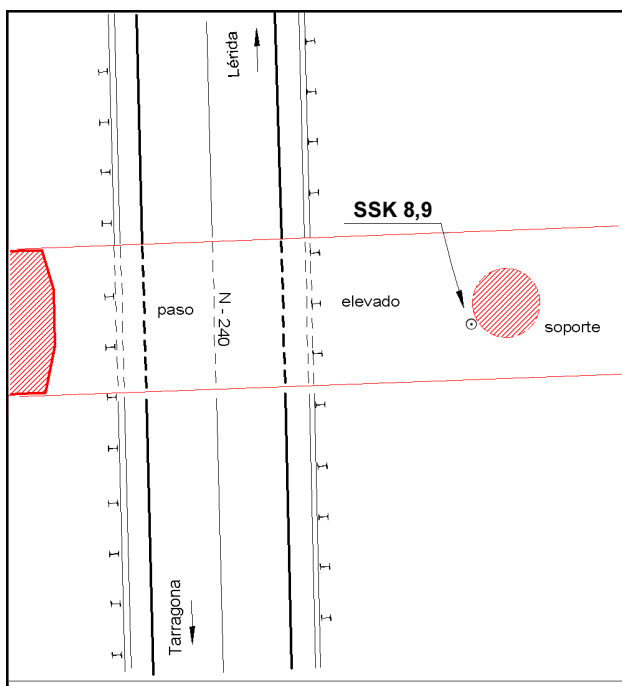 Lérida
SSK 8,9
paso
N - 240
elevado
soporte
Tarragona